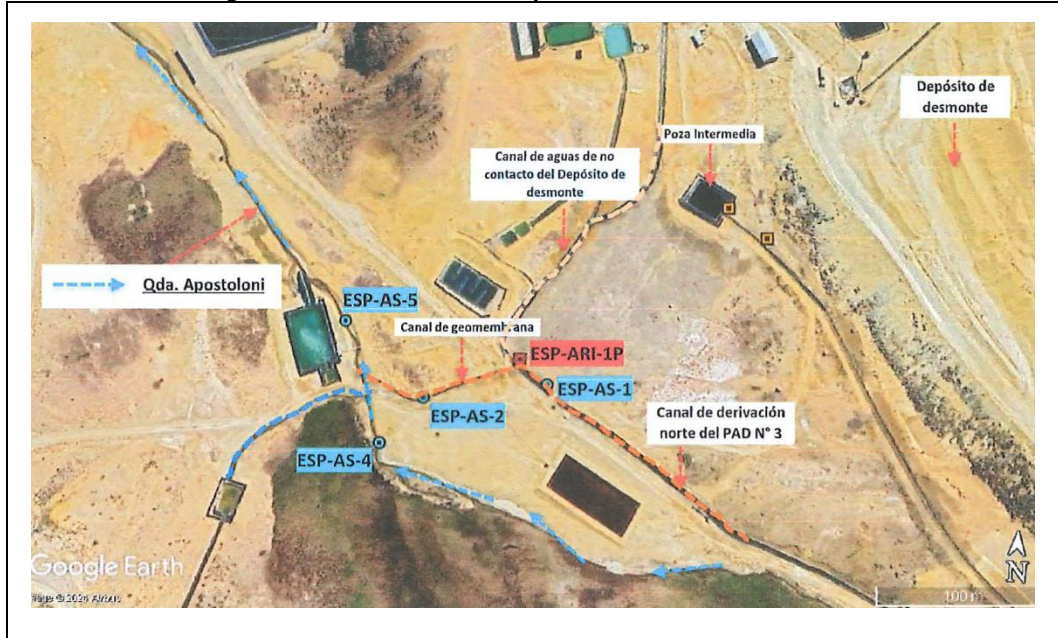 Depósito de
desmonte
Poza Intermedia
Canal de aguas de no
contacto del Depósito de
desmonte
Qda. Apostoloni
ESP-AS-5
Canal de geomembrana
ESP-ARI-1P
ESP-AS-1
ESP-AS-2
Canal de derivación
norte del PAD N° 3
ESP-AS-4
Google Earth
Airbus
N
100 m